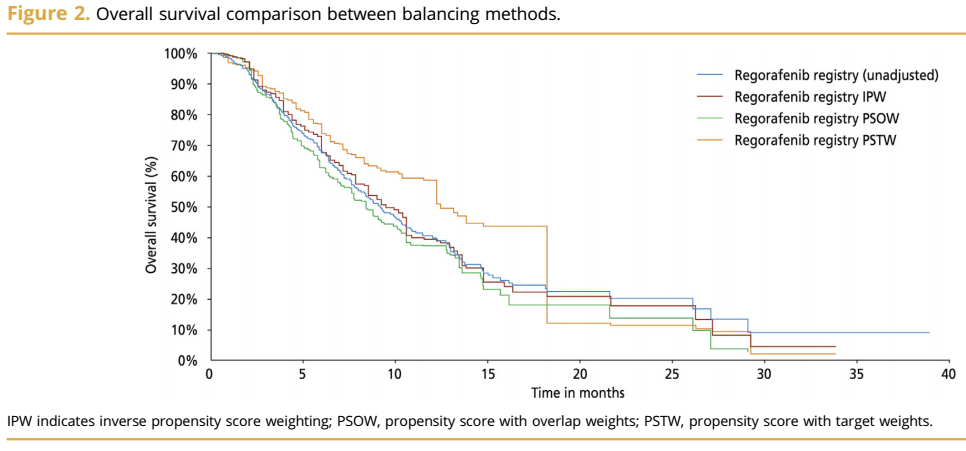 Figure 2. Overall survival comparison between balancing methods.
100%
90%
80%
70%
60%
50%
40%
30%
20%
10%
0%
Overall survival (%)
Regorafenib registry (unadjusted)
Regorafenib registry IPW
Regorafenib registry PSOW
Regorafenib registry PSTW
0 5 10 15 20 25 30 35 40
Time in months
IPW indicates inverse propensity score weighting; PSOW, propensity score with overlap weights; PSTW, propensity score with target weights.